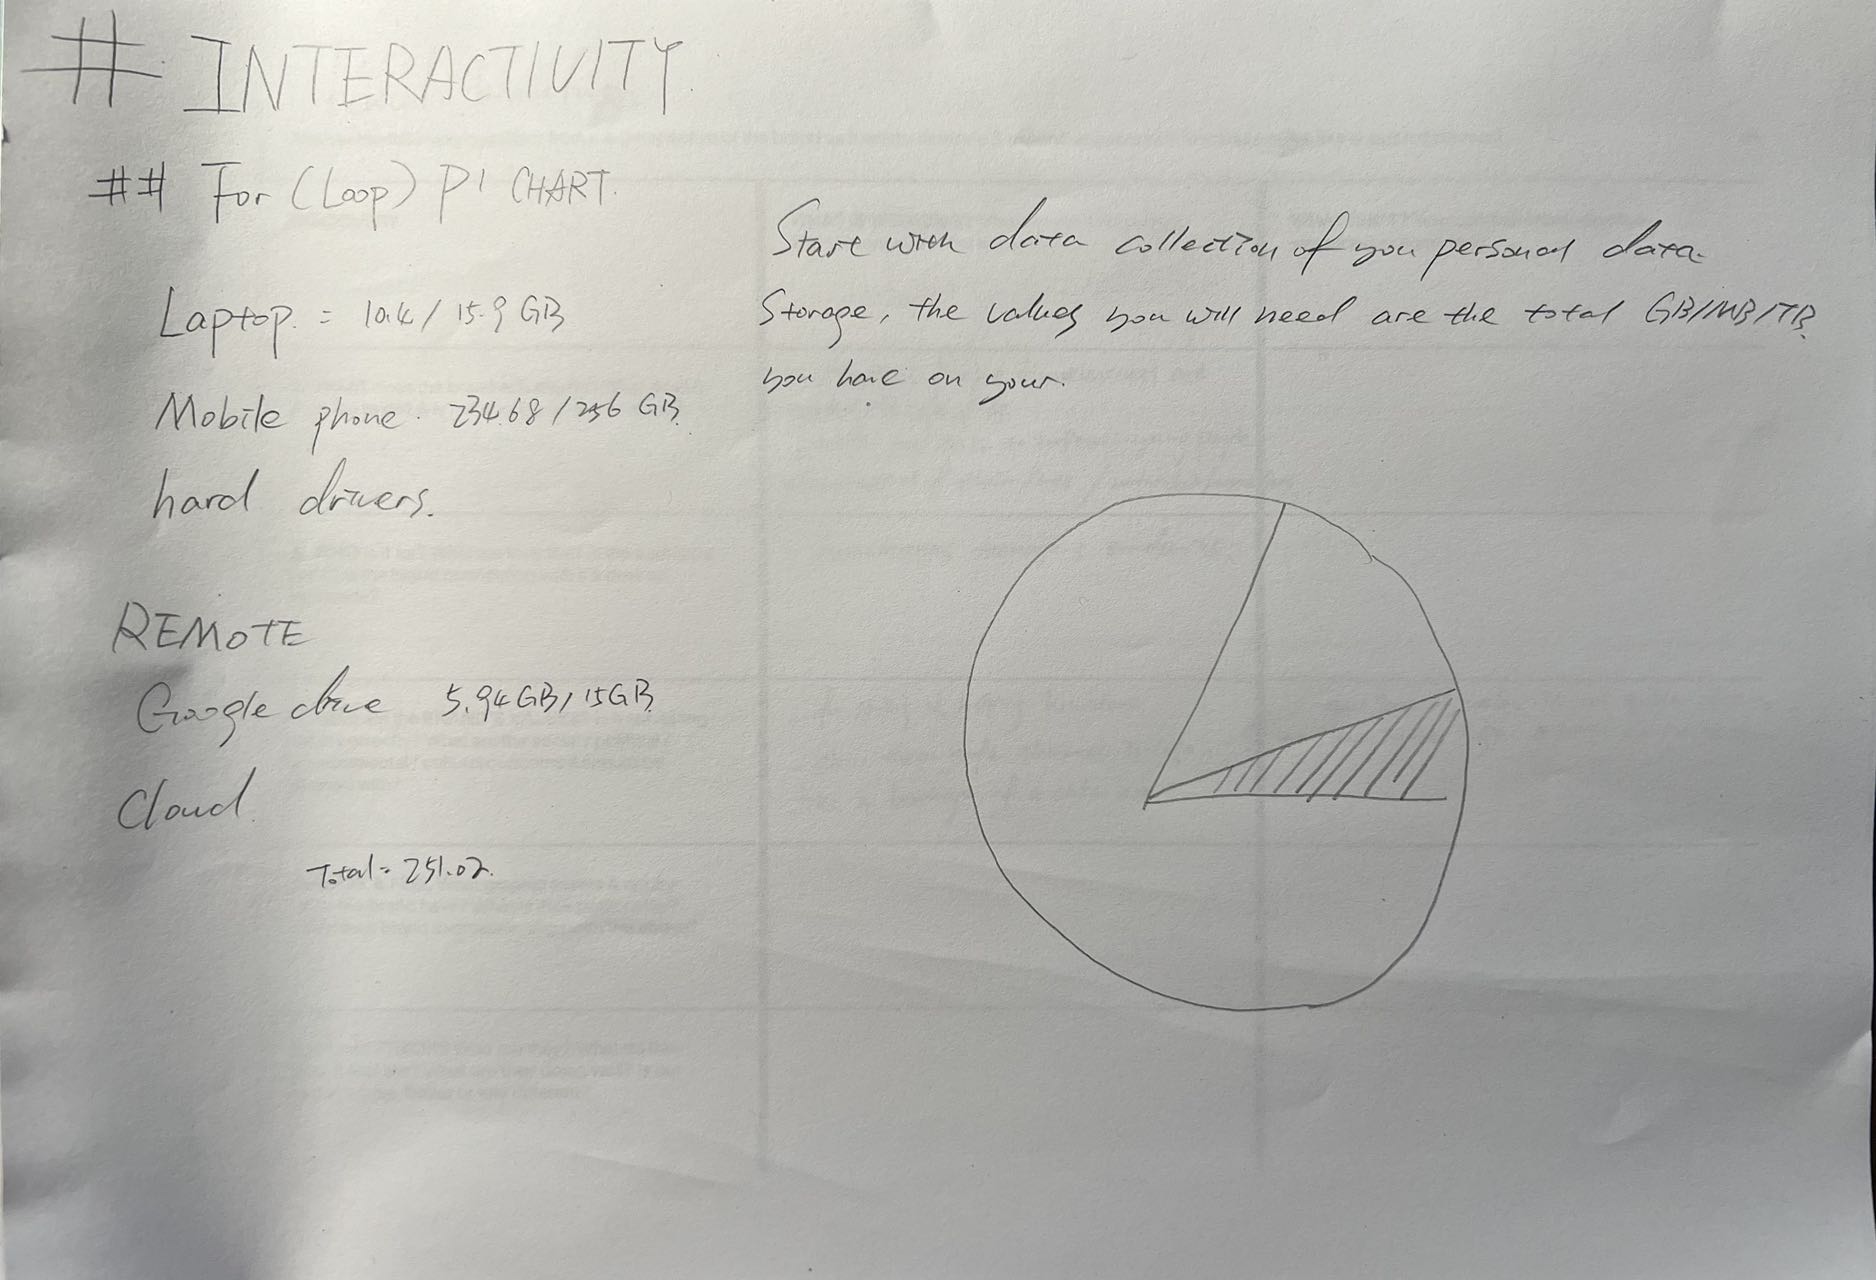 # INTERACTIVITY
## For (Loop) PI CHART.
Start with data collection of you personal data.
Storage, the values you will need are the total GB/MB/TB
you have on your.
Laptop. = 10.4 / 15.9 GB
Mobile phone. 234.68 / 256 GB.
hard drivers.
REMOTE
Google drive 5.94GB / 15GB
Cloud.
Total = 251.02.